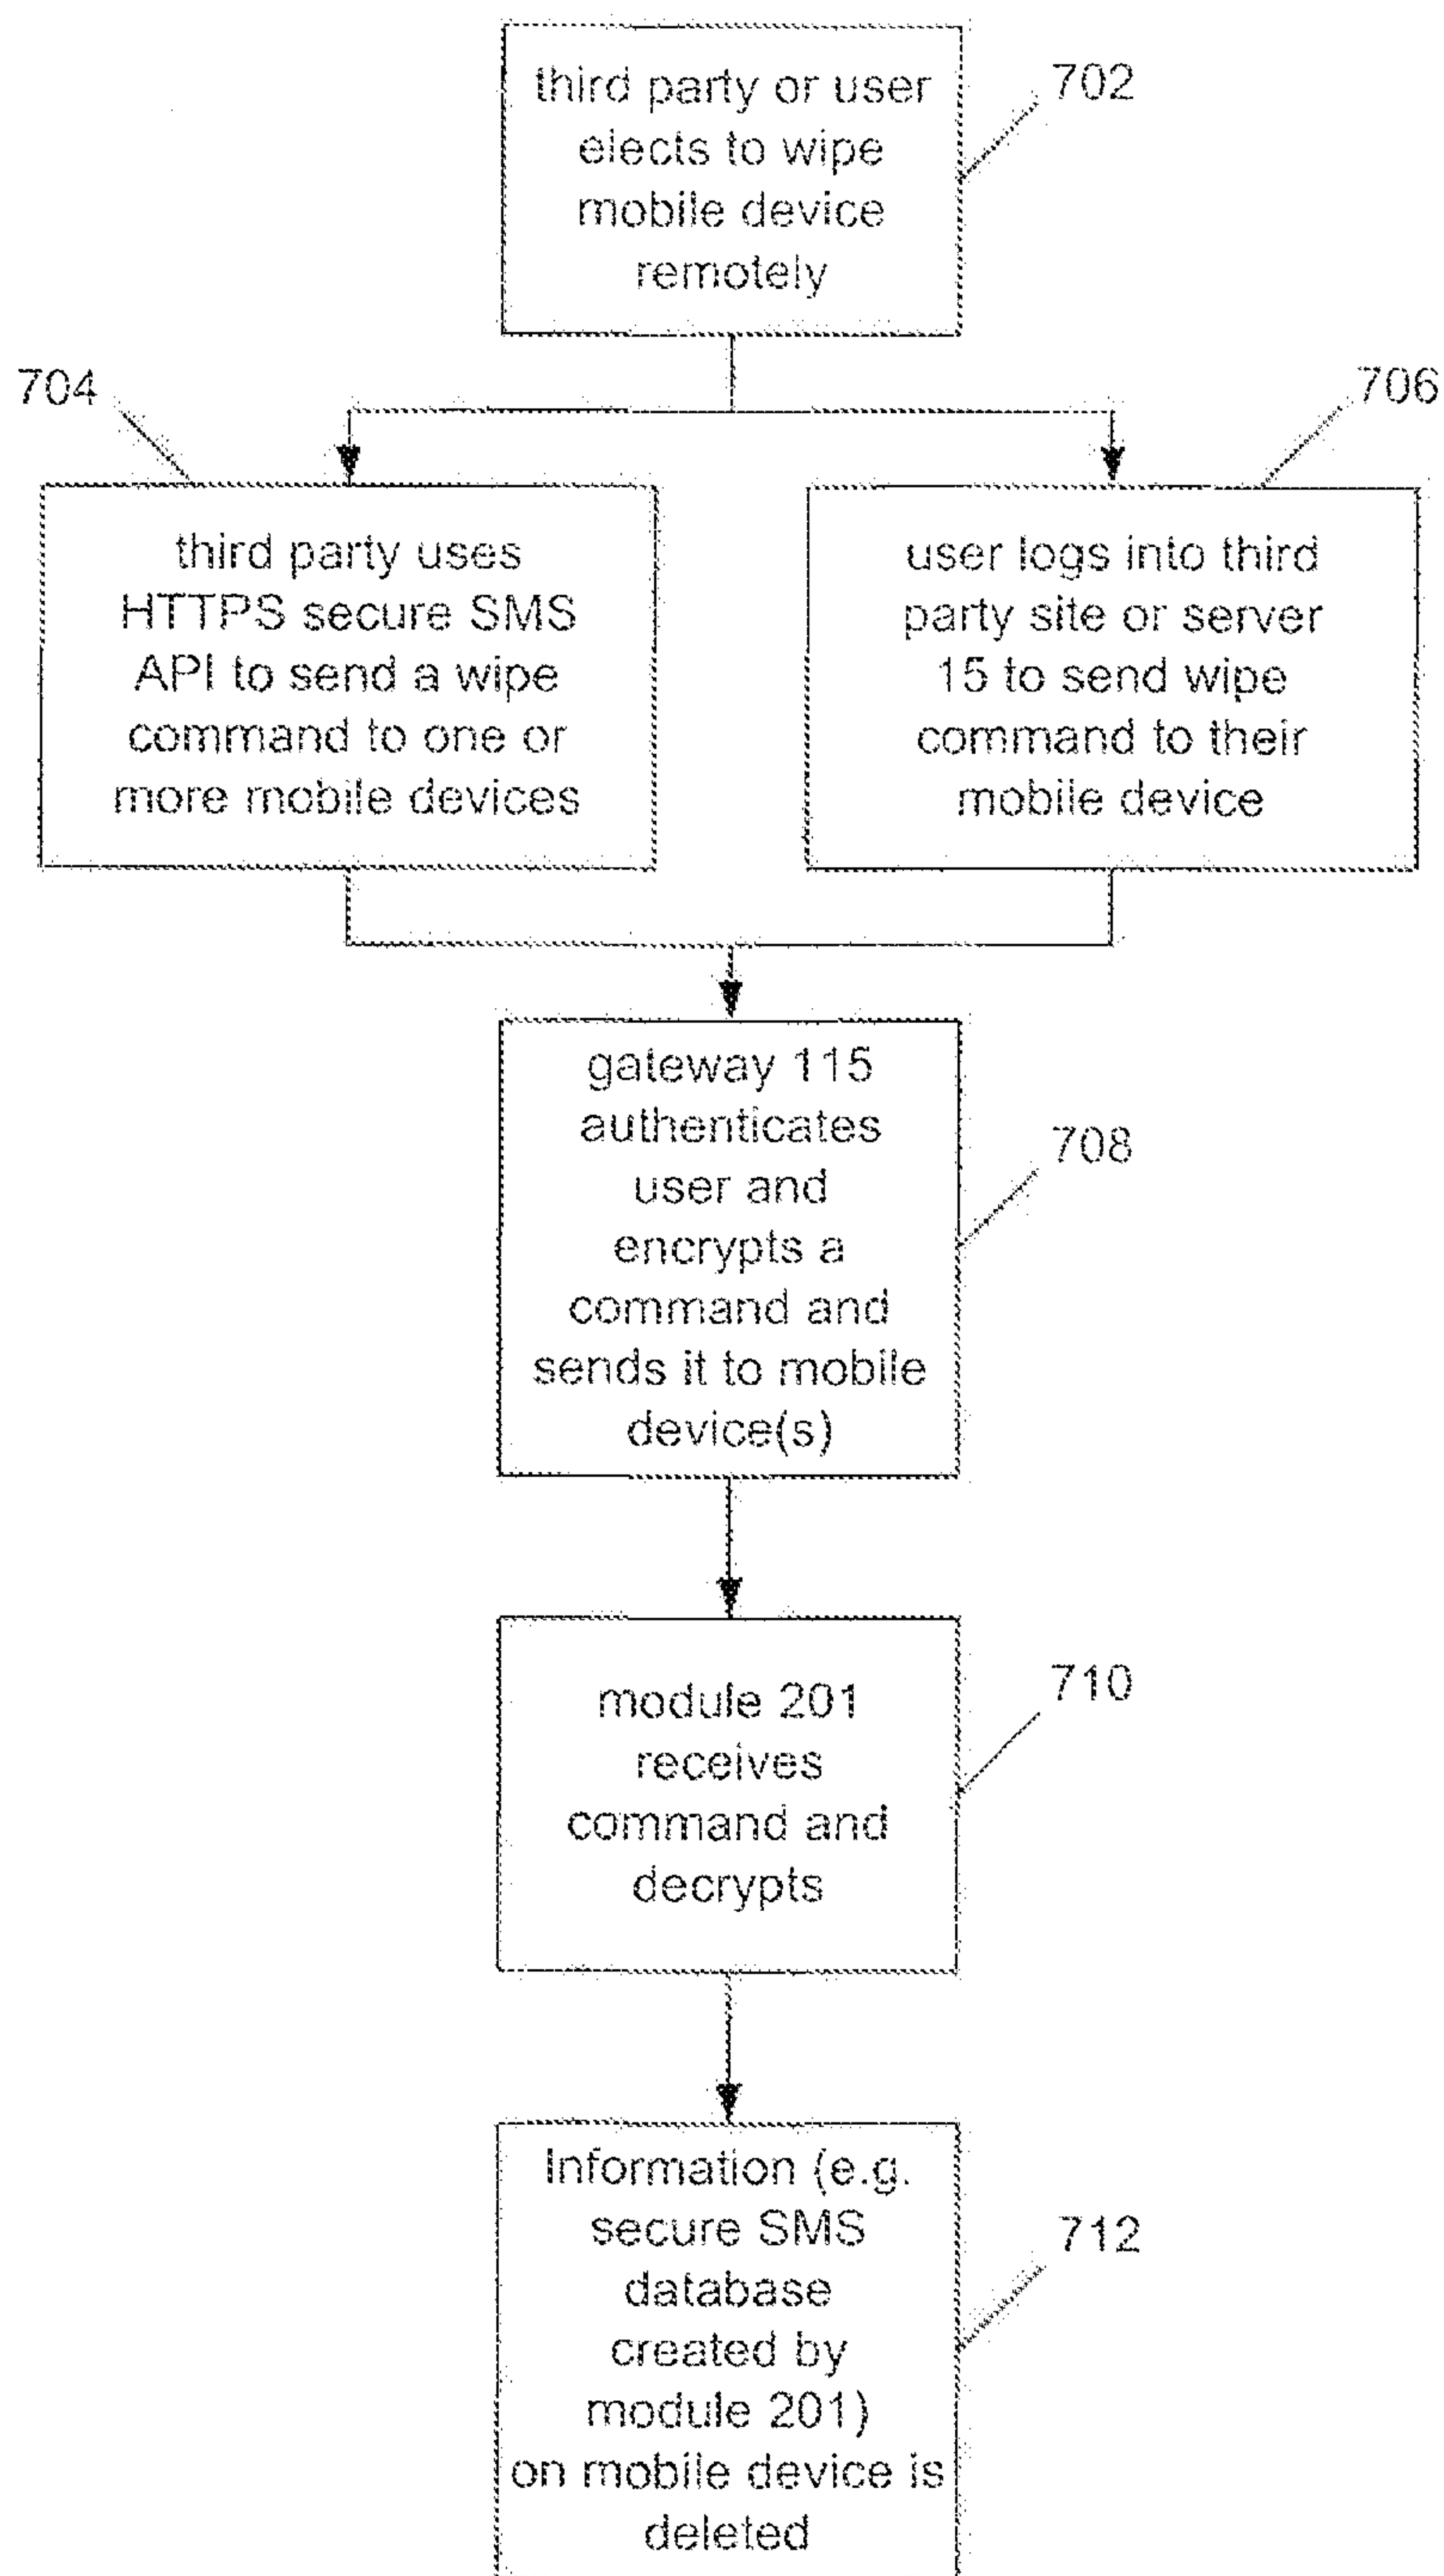 third party or user
elects to wipe
mobile device
remotely
702
704
706
third party uses
HTTPS secure SMS
API to send a wipe
command to one or
more mobile devices
user logs into third
party site or server
15 to send wipe
command to their
mobile device
gateway 115
authenticates
user and
encrypts a
command and
sends it to mobile
device(s)
708
module 201
receives
command and
decrypts
710
Information (e.g.
secure SMS
database
created by
module 201)
on mobile device is
deleted
712